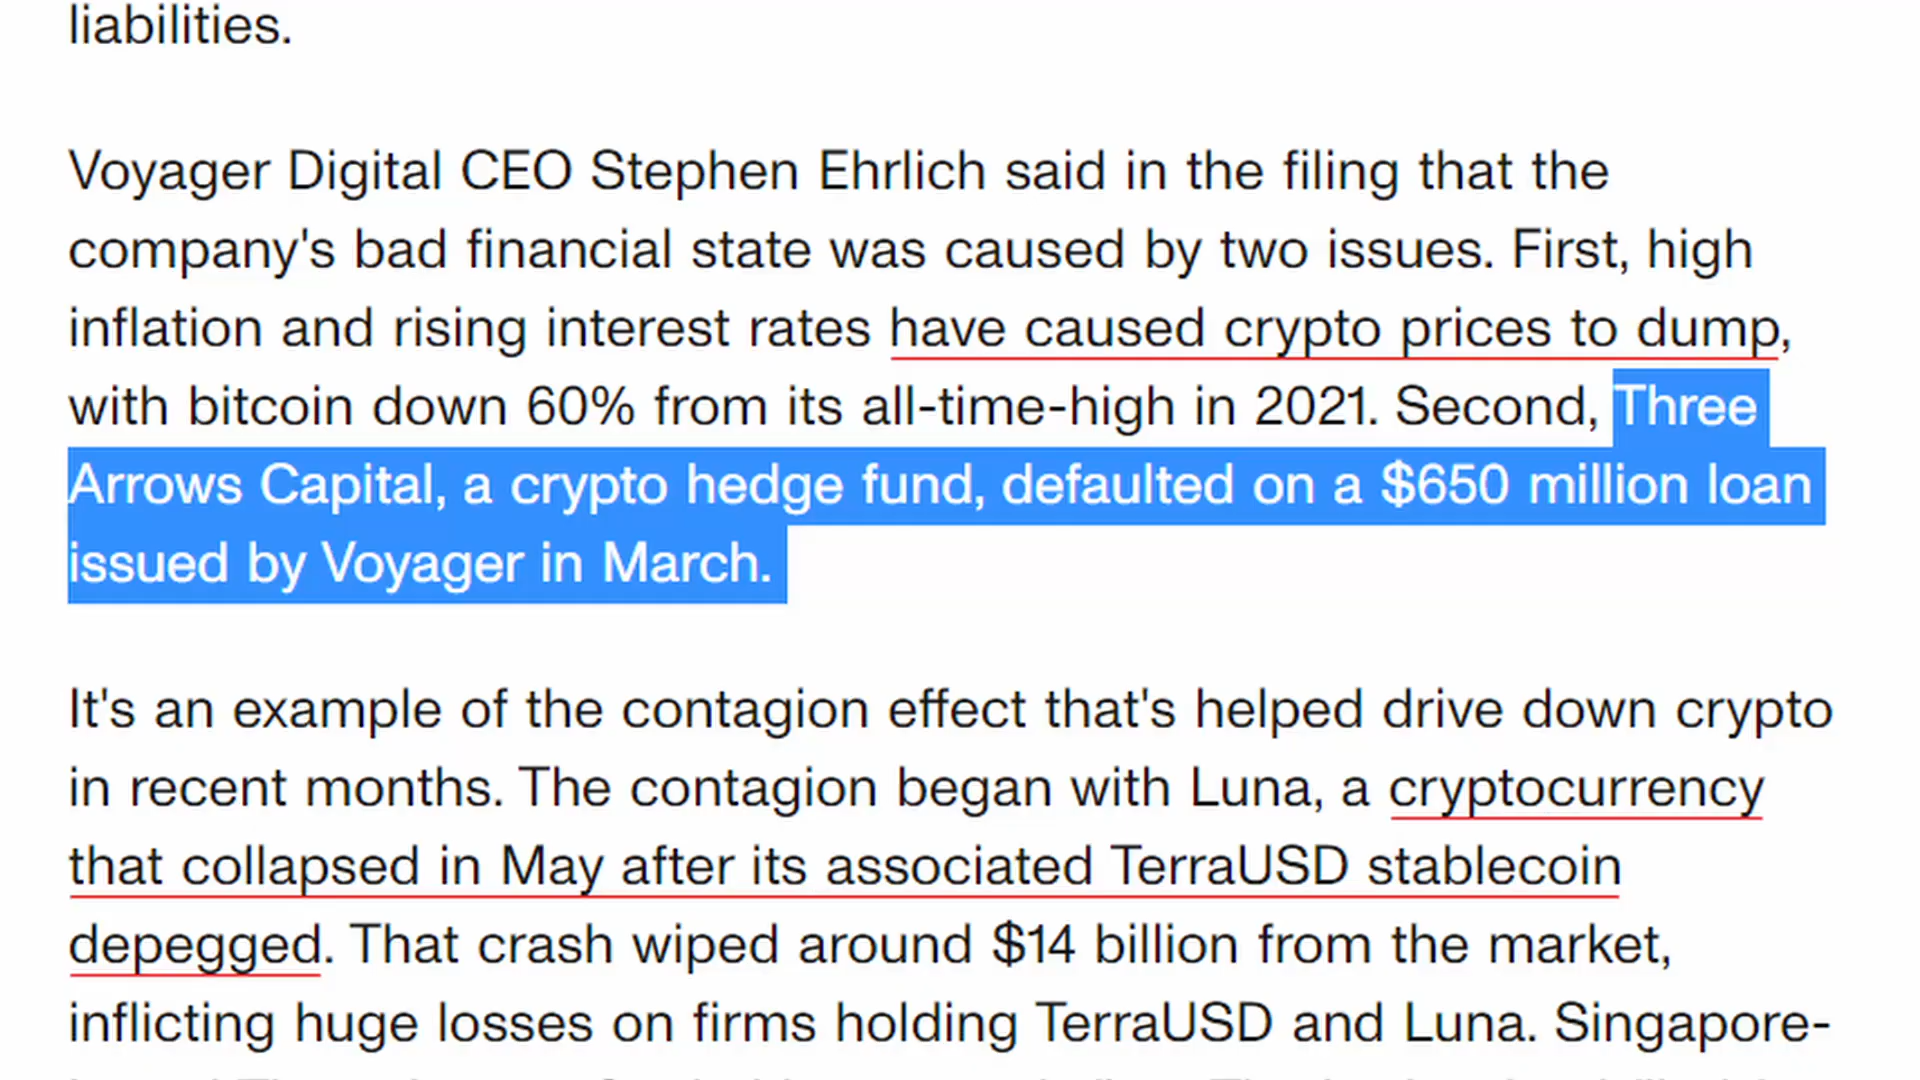 liabilities.
Voyager Digital CEO Stephen Ehrlich said in the filing that the
company's bad financial state was caused by two issues. First, high
inflation and rising interest rates have caused crypto prices to dump,
with bitcoin down 60% from its all-time-high in 2021. Second, Three
Arrows Capital, a crypto hedge fund, defaulted on a $650 million loan
issued by Voyager in March.
It's an example of the contagion effect that's helped drive down crypto
in recent months. The contagion began with Luna, a cryptocurrency
that collapsed in May after its associated TerraUSD stablecoin
depegged. That crash wiped around $14 billion from the market,
inflicting huge losses on firms holding TerraUSD and Luna. Singapore-